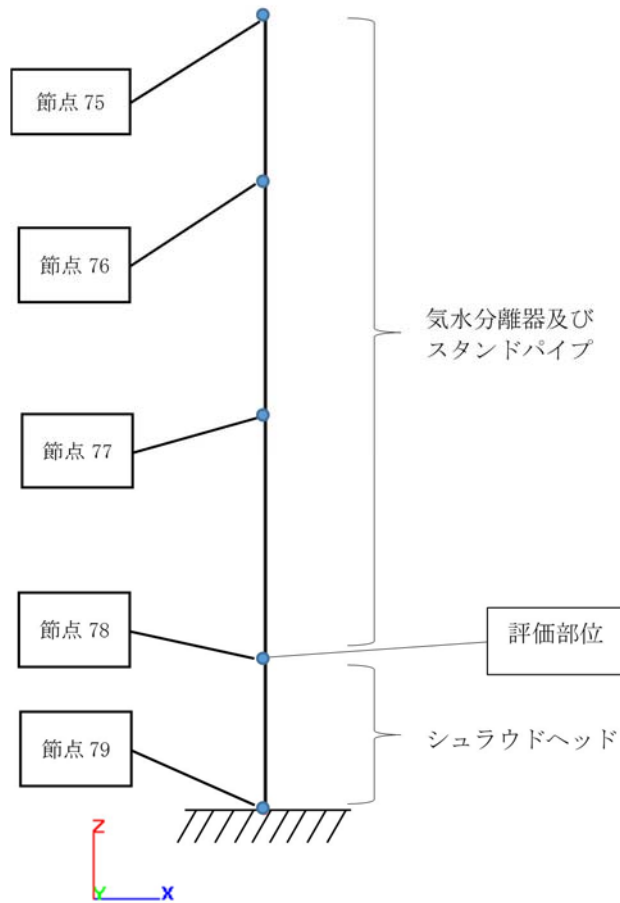 節点 75
節点 76
気水分離器及び
スタンドパイプ
節点 77
節点 78
評価部位
節点 79
シュラウドヘッド
Z
Y
X